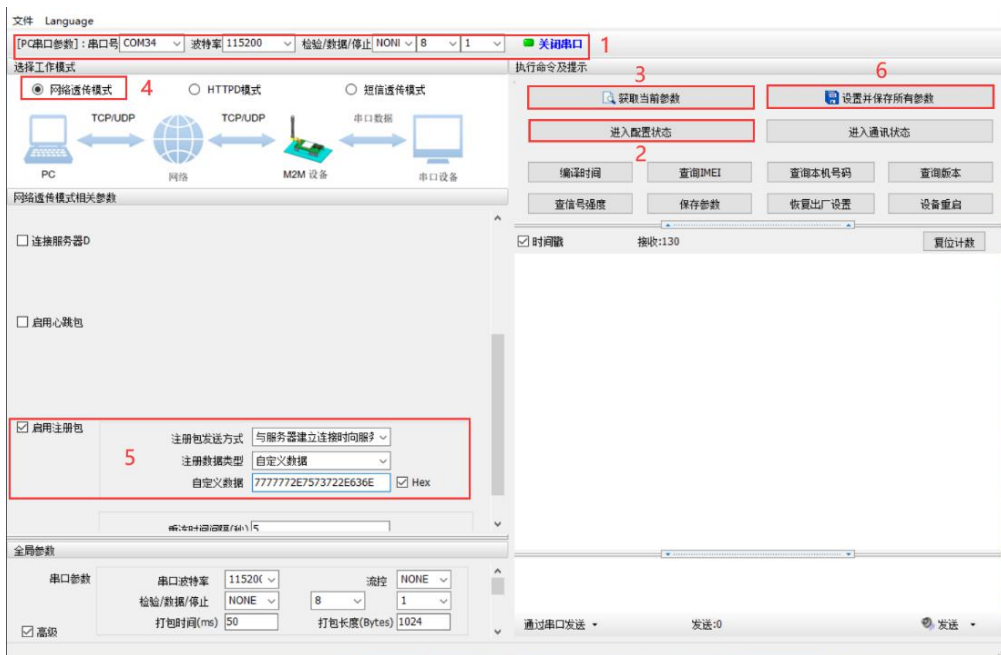 文件 Language
[PC串口参数]：串口号 COM34 波特率 115200 检验/数据/停止 NONI 8 1 关闭串口 1
选择工作模式
网络透传模式 4 HTTPD模式 短信透传模式
TCP/UDP TCP/UDP 串口数据
PC 网络 M2M 设备 串口设备
网络透传模式相关参数
连接服务器D
启用心跳包
启用注册包
注册包发送方式 与服务器建立连接时向服
5 注册数据类型 自定义数据
自定义数据 7777772E7573722E636E Hex
重连时间间隔(秒) 5
全局参数
串口参数 串口波特率 11520( 流控 NONE
检验/数据/停止 NONE 8 1
打包时间(ms) 50 打包长度(Bytes) 1024
高级
执行命令及提示
3 6
获取当前参数 设置并保存所有参数
进入配置状态 进入通讯状态
2
编译时间 查询IMEI 查询本机号码 查询版本
查信号强度 保存参数 恢复出厂设置 设备重启
时间戳 接收:130 复位计数
通过串口发送 发送:0 发送